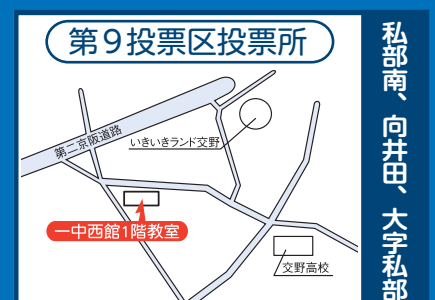 第9投票区投票所
私部南、向井田、大字私部
第二京阪道路
いきいきランド交野
一中西館1階教室
交野高校